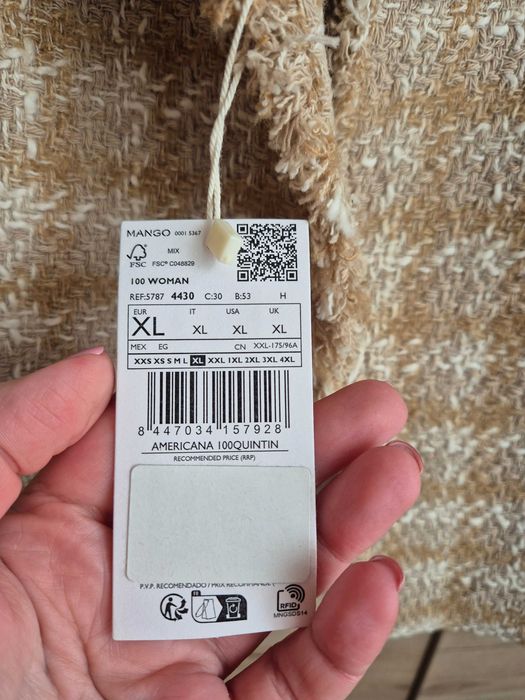 MANGO 0001 5367
FSC
MIX
FSC® C048829
100 WOMAN
REF:5787 4430 C:30 B:53 H
EUR IT USA UK
XL XL XL XL
MEX EG CN XXL-175/96A
XXS XS S M L XL XXL 1XL 2XL 3XL 4XL
8 447034 157928
AMERICANA 100QUINTIN
RECOMMENDED PRICE (RRP)
P.V.P. RECOMENDADO / PRIX RECOMMANDÉ
RFID
MNGSDS14